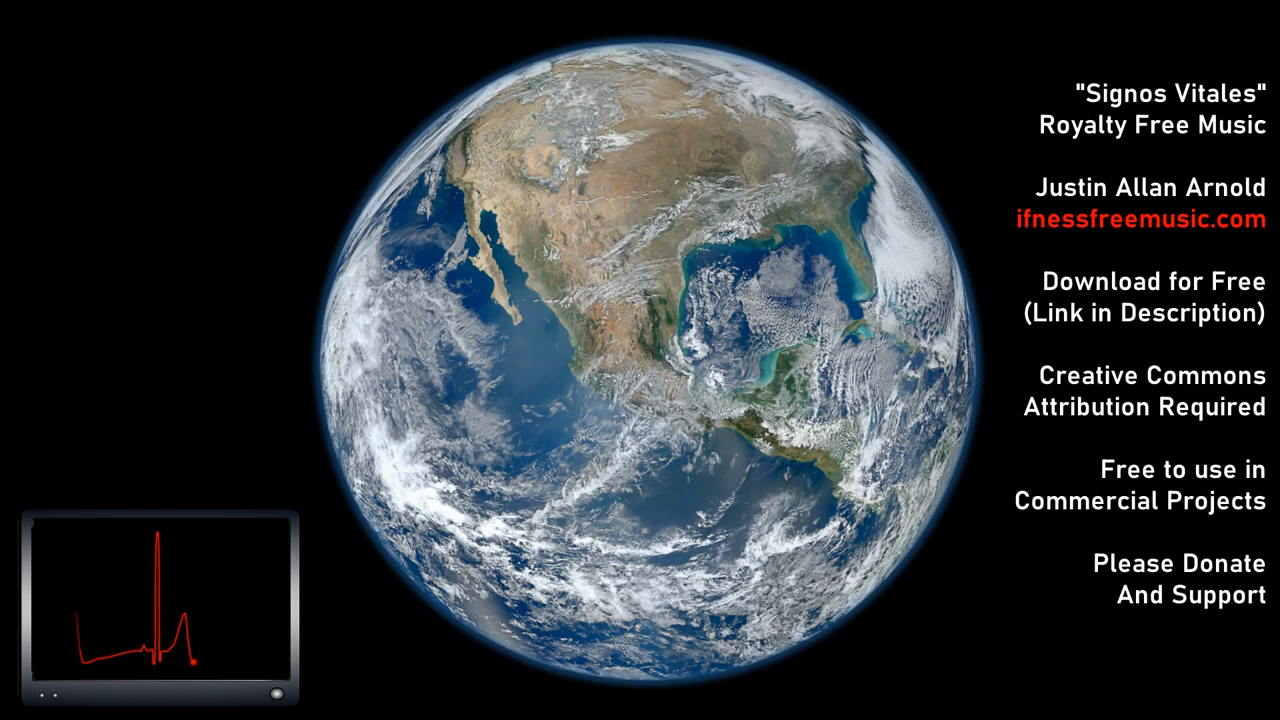 "Signos Vitales"
Royalty Free Music
Justin Allan Arnold
ifnessfreemusic.com
Download for Free
(Link in Description)
Creative Commons
Attribution Required
Free to use in
Commercial Projects
Please Donate
And Support